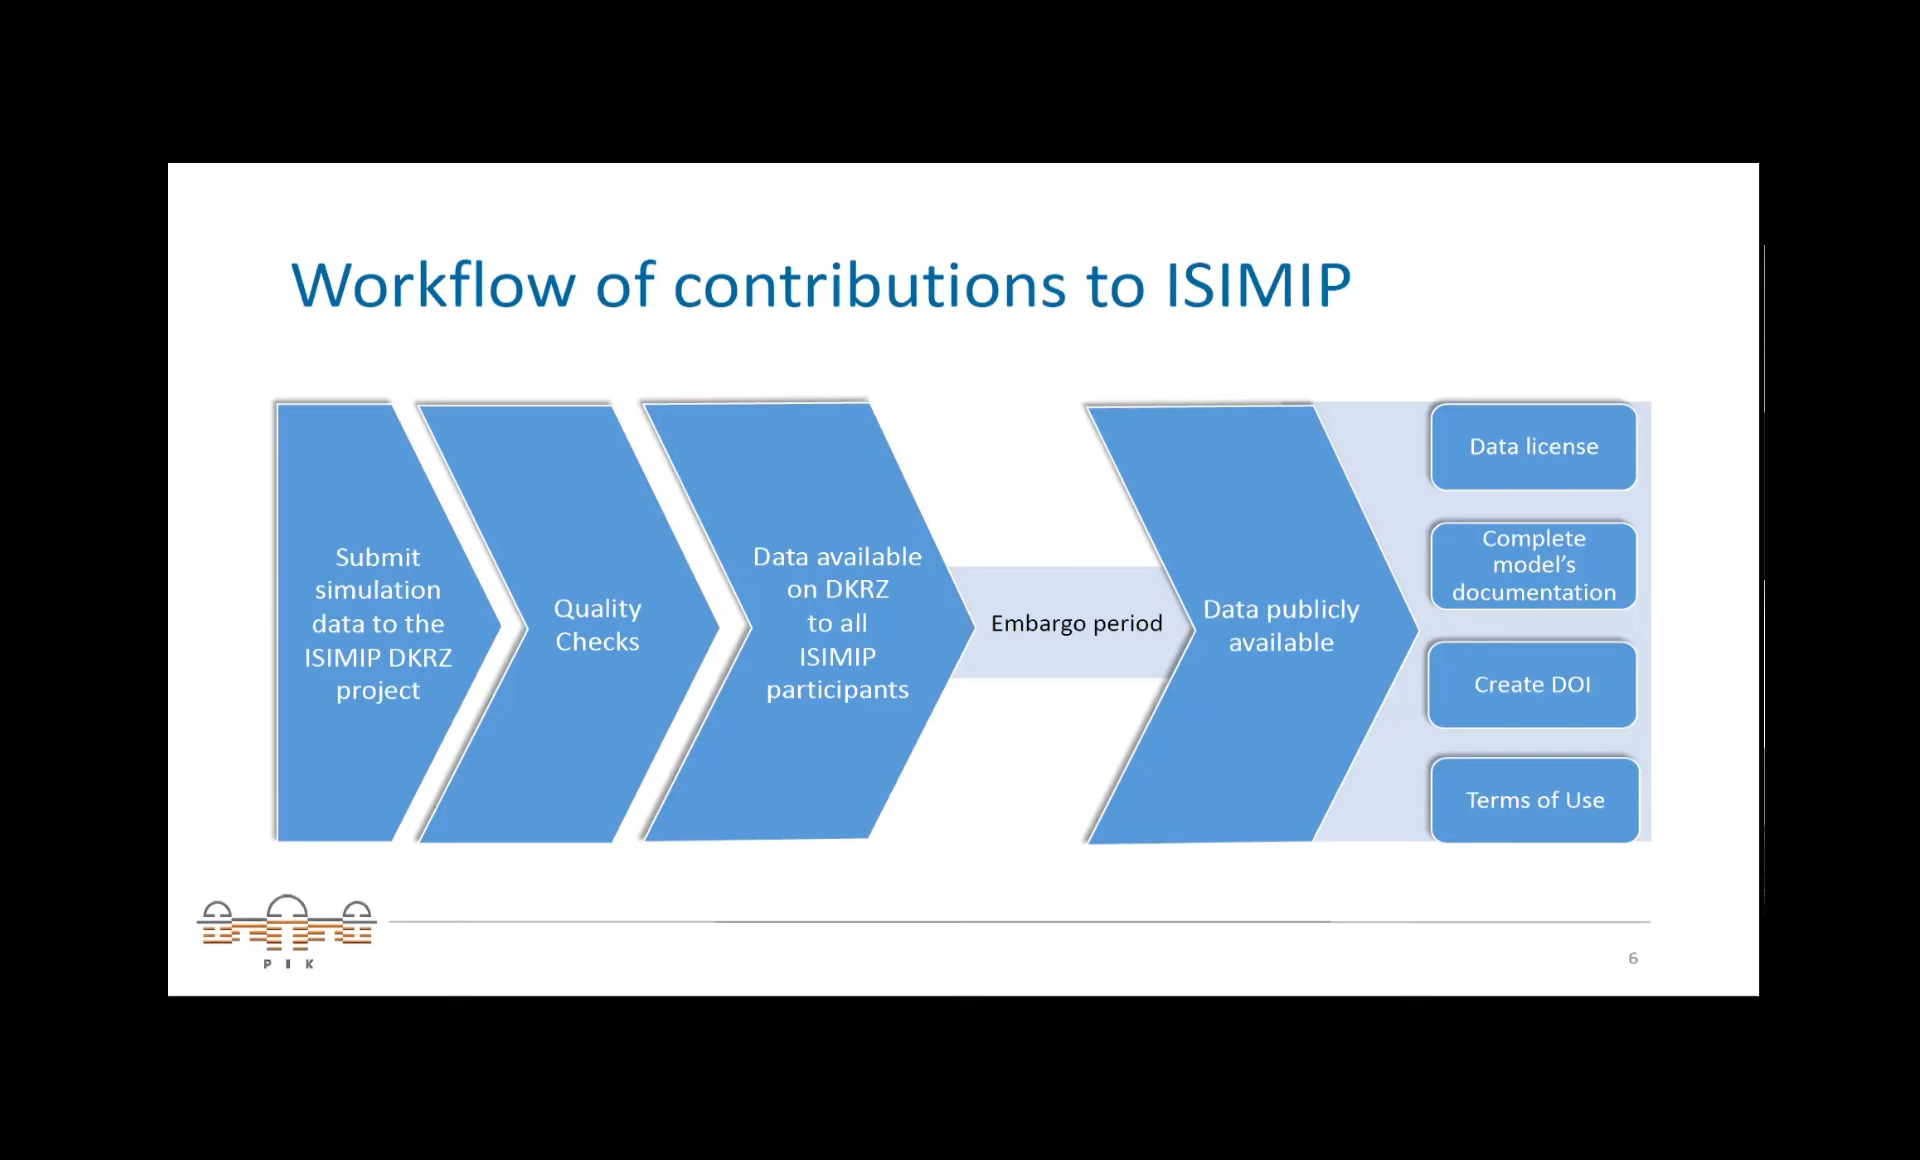 Workflow of contributions to ISIMIP
Submit
simulation
data to the
ISIMIP DKRZ
project
Quality
Checks
Data available
on DKRZ
to all
ISIMIP
participants
Embargo period
Data publicly
available
Data license
Complete
model’s
documentation
Create DOI
Terms of Use
P I K
6